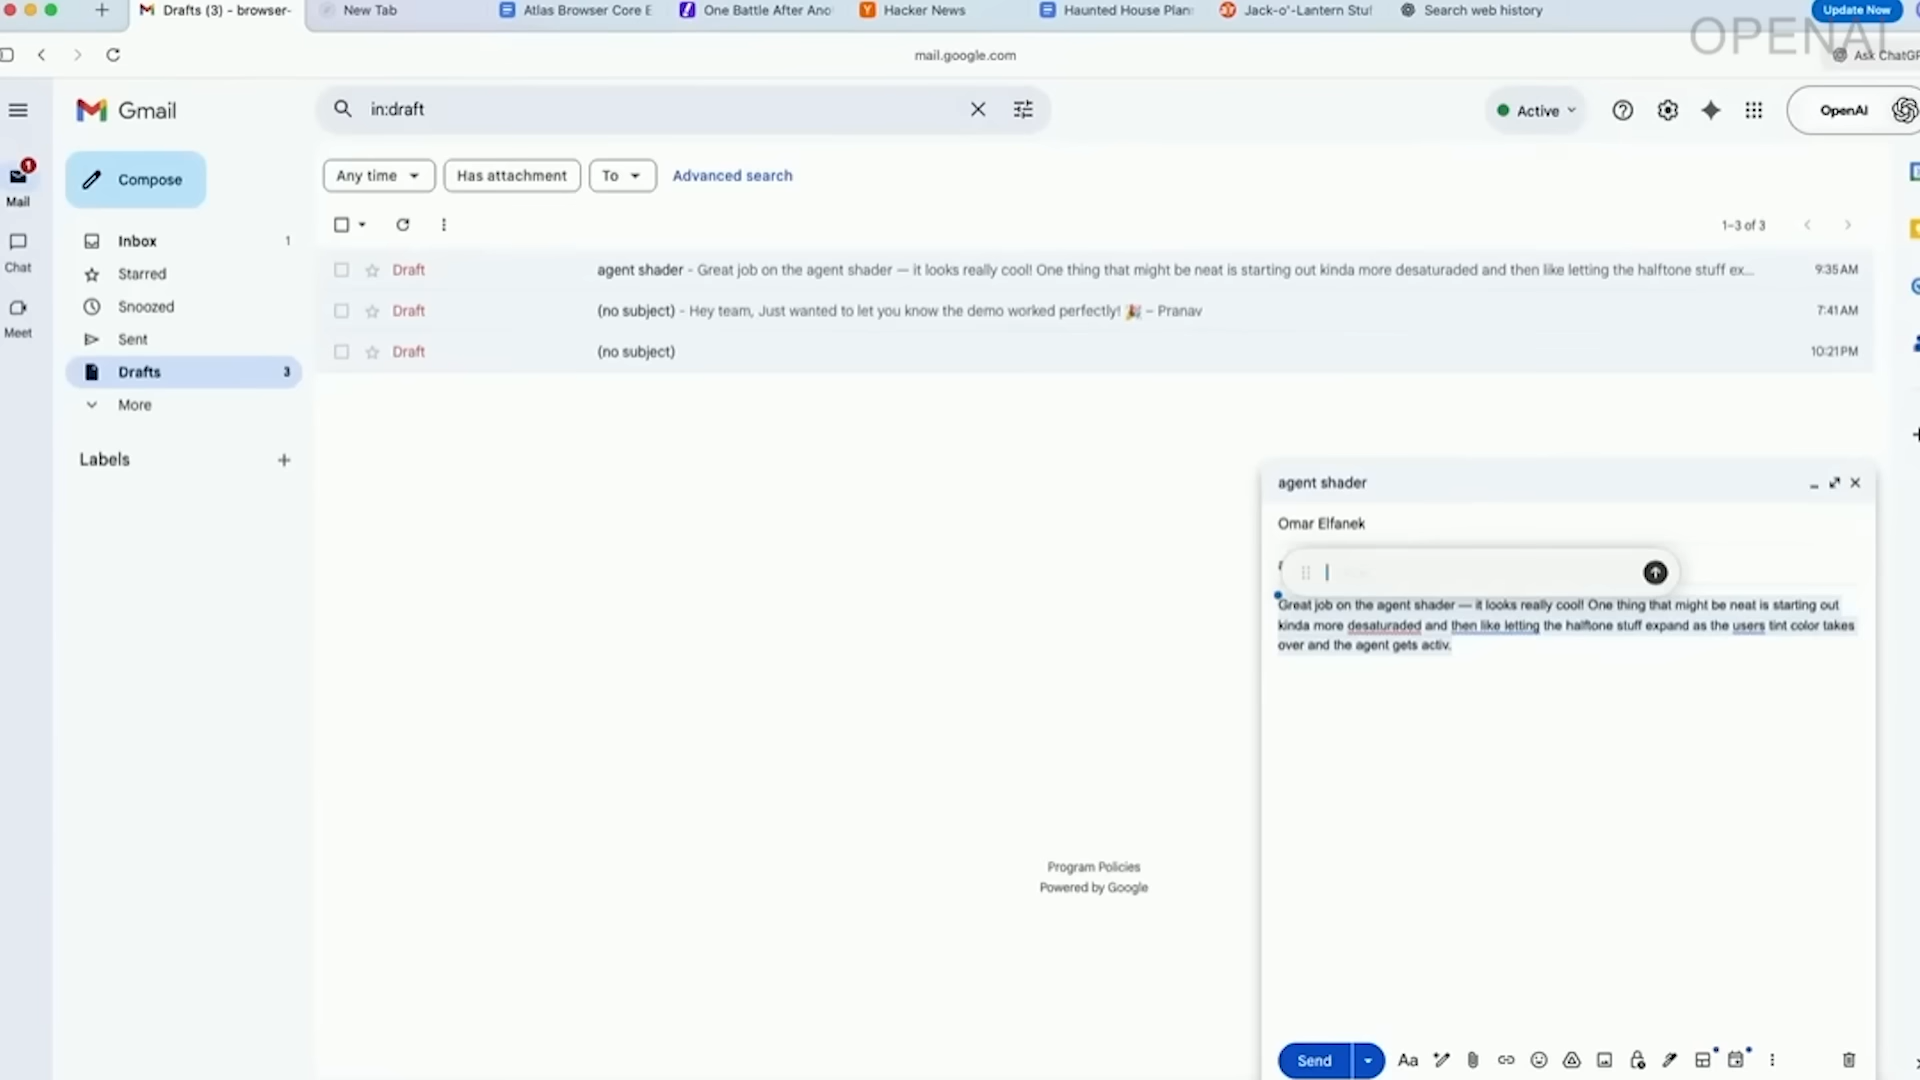 Drafts (3) - browser-
New Tab
Atlas Browser Core E
One Battle After Ano
Hacker News
Haunted House Plan
Jack-o'-Lantern Stuf
Search web history
Update Now
OPENAI
mail.google.com
Ask ChatGP
Gmail
in:draft
Active
OpenAI
1
Mail
Chat
Meet
Compose
Inbox 1
Starred
Snoozed
Sent
Drafts 3
More
Labels
Any time
Has attachment
To
Advanced search
1–3 of 3
Draft agent shader - Great job on the agent shader — it looks really cool! One thing that might be neat is starting out kinda more desaturated and then like letting the halftone stuff ex... 9:35 AM
Draft (no subject) - Hey team, Just wanted to let you know the demo worked perfectly! 🎉 – Pranav 7:41 AM
Draft (no subject) 10:21 PM
agent shader
Omar Elfanek
Great job on the agent shader — it looks really cool! One thing that might be neat is starting out
kinda more desaturated and then like letting the halftone stuff expand as the users tint color takes
over and the agent gets activ.
Program Policies
Powered by Google
Send
Aa